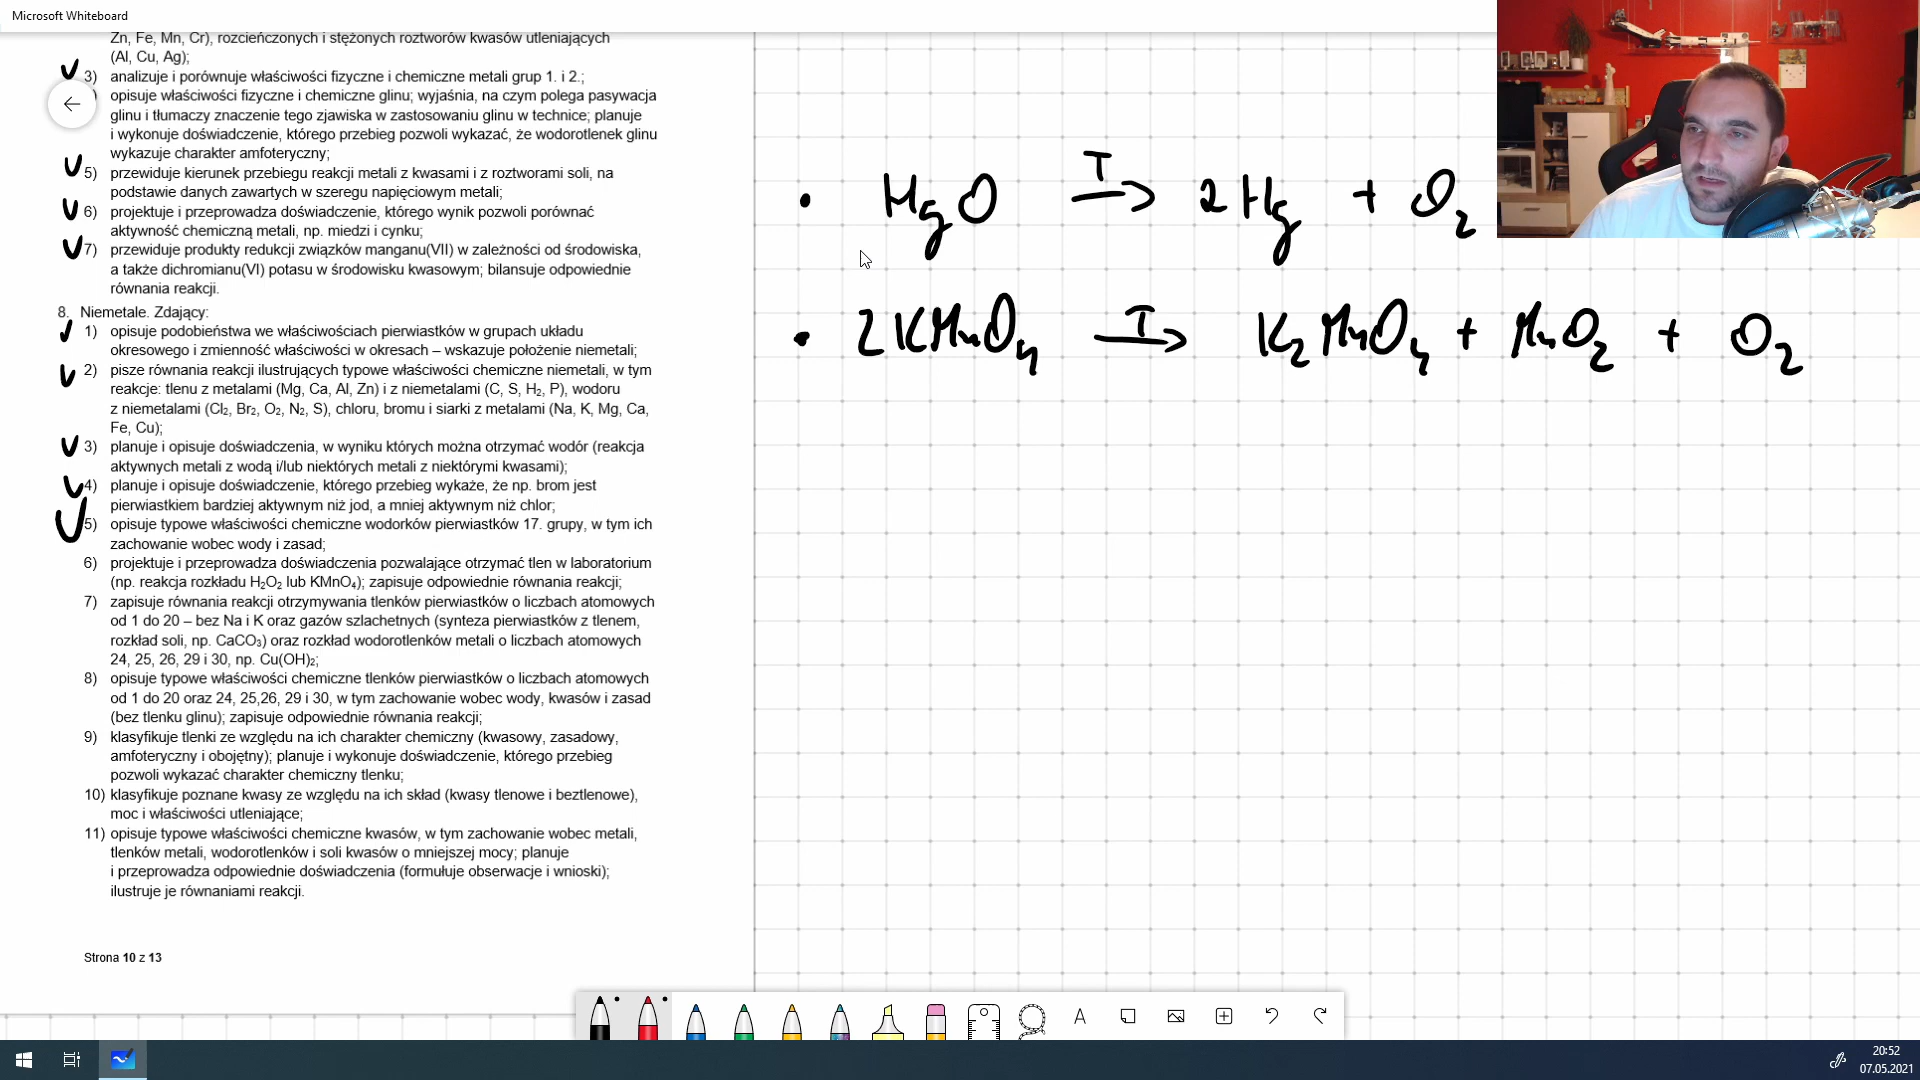 Microsoft Whiteboard
Zn, Fe, Mn, Cr), rozcieńczonych i stężonych roztworów kwasów utleniających
(Al, Cu, Ag);
3) analizuje i porównuje właściwości fizyczne i chemiczne metali grup 1. i 2.;
) opisuje właściwości fizyczne i chemiczne glinu; wyjaśnia, na czym polega pasywacja
glinu i tłumaczy znaczenie tego zjawiska w zastosowaniu glinu w technice; planuje
i wykonuje doświadczenie, którego przebieg pozwoli wykazać, że wodorotlenek glinu
wykazuje charakter amfoteryczny;
5) przewiduje kierunek przebiegu reakcji metali z kwasami i z roztworami soli, na
podstawie danych zawartych w szeregu napięciowym metali;
6) projektuje i przeprowadza doświadczenie, którego wynik pozwoli porównać
aktywność chemiczną metali, np. miedzi i cynku;
7) przewiduje produkty redukcji związków manganu(VII) w zależności od środowiska,
a także dichromianu(VI) potasu w środowisku kwasowym; bilansuje odpowiednie
równania reakcji.
8. Niemetale. Zdający:
1) opisuje podobieństwa we właściwościach pierwiastków w grupach układu
okresowego i zmienność właściwości w okresach – wskazuje położenie niemetali;
2) pisze równania reakcji ilustrujących typowe właściwości chemiczne niemetali, w tym
reakcje: tlenu z metalami (Mg, Ca, Al, Zn) i z niemetalami (C, S, H₂, P), wodoru
z niemetalami (Cl₂, Br₂, O₂, N₂, S), chloru, bromu i siarki z metalami (Na, K, Mg, Ca,
Fe, Cu);
3) planuje i opisuje doświadczenia, w wyniku których można otrzymać wodór (reakcja
aktywnych metali z wodą i/lub niektórych metali z niektórymi kwasami);
4) planuje i opisuje doświadczenie, którego przebieg wykaże, że np. brom jest
pierwiastkiem bardziej aktywnym niż jod, a mniej aktywnym niż chlor;
5) opisuje typowe właściwości chemiczne wodorków pierwiastków 17. grupy, w tym ich
zachowanie wobec wody i zasad;
6) projektuje i przeprowadza doświadczenia pozwalające otrzymać tlen w laboratorium
(np. reakcja rozkładu H₂O₂ lub KMnO₄); zapisuje odpowiednie równania reakcji;
7) zapisuje równania reakcji otrzymywania tlenków pierwiastków o liczbach atomowych
od 1 do 20 – bez Na i K oraz gazów szlachetnych (synteza pierwiastków z tlenem,
rozkład soli, np. CaCO₃) oraz rozkład wodorotlenków metali o liczbach atomowych
24, 25, 26, 29 i 30, np. Cu(OH)₂;
8) opisuje typowe właściwości chemiczne tlenków pierwiastków o liczbach atomowych
od 1 do 20 oraz 24, 25,26, 29 i 30, w tym zachowanie wobec wody, kwasów i zasad
(bez tlenku glinu); zapisuje odpowiednie równania reakcji;
9) klasyfikuje tlenki ze względu na ich charakter chemiczny (kwasowy, zasadowy,
amfoteryczny i obojętny); planuje i wykonuje doświadczenie, którego przebieg
pozwoli wykazać charakter chemiczny tlenku;
10) klasyfikuje poznane kwasy ze względu na ich skład (kwasy tlenowe i beztlenowe),
moc i właściwości utleniające;
11) opisuje typowe właściwości chemiczne kwasów, w tym zachowanie wobec metali,
tlenków metali, wodorotlenków i soli kwasów o mniejszej mocy; planuje
i przeprowadza odpowiednie doświadczenia (formułuje obserwacje i wnioski);
ilustruje je równaniami reakcji.
Strona 10 z 13
• HgO T→ 2Hg + O₂
• 2KMnO₄ T→ K₂MnO₄ + MnO₂ + O₂
A
20:52
07.05.2021